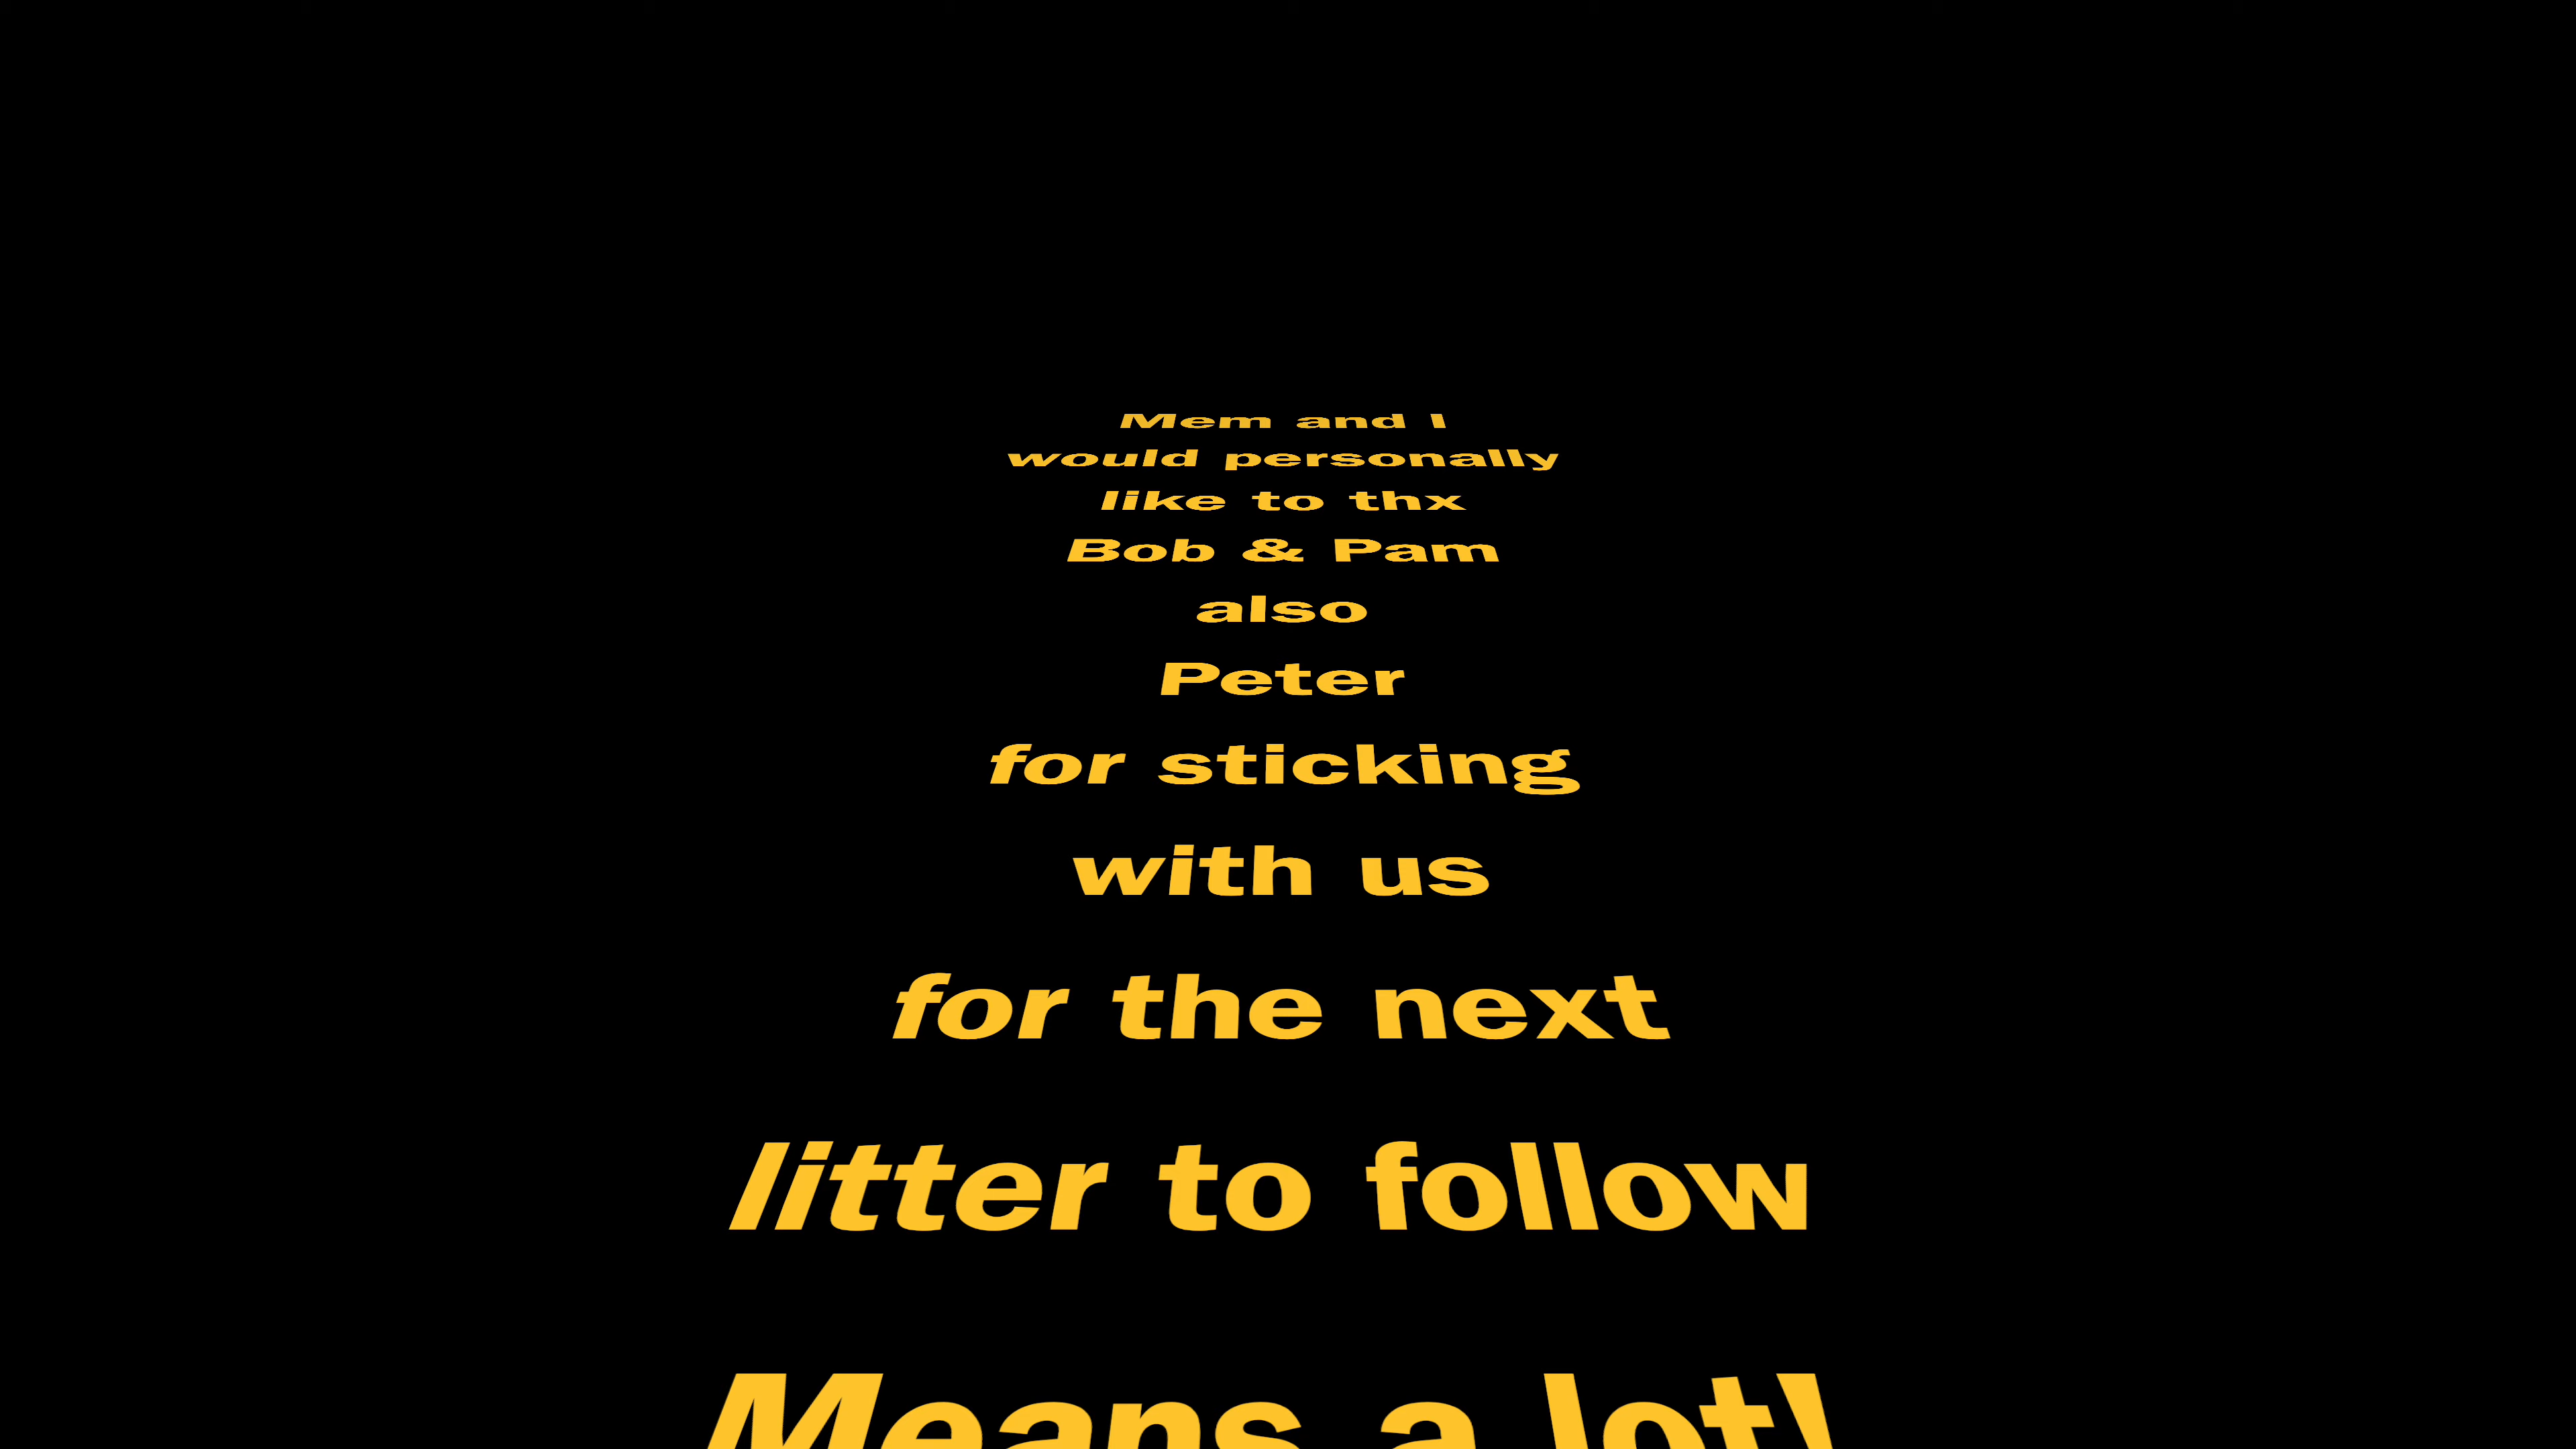 Mem and I
would personally
like to thx
Bob & Pam
also
Peter
for sticking
with us
for the next
litter to follow
Means a lot!